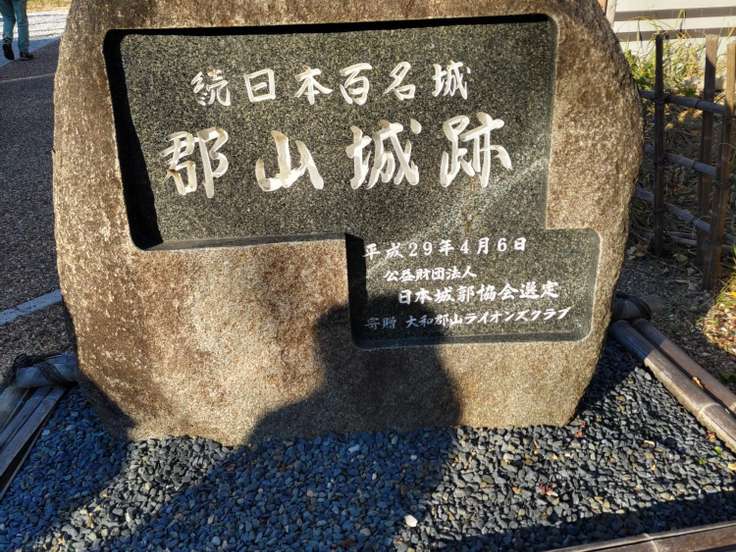 続日本百名城
郡山城跡
平成29年4月6日
公益財団法人
日本城郭協会選定
寄贈 大和郡山ライオンズクラブ